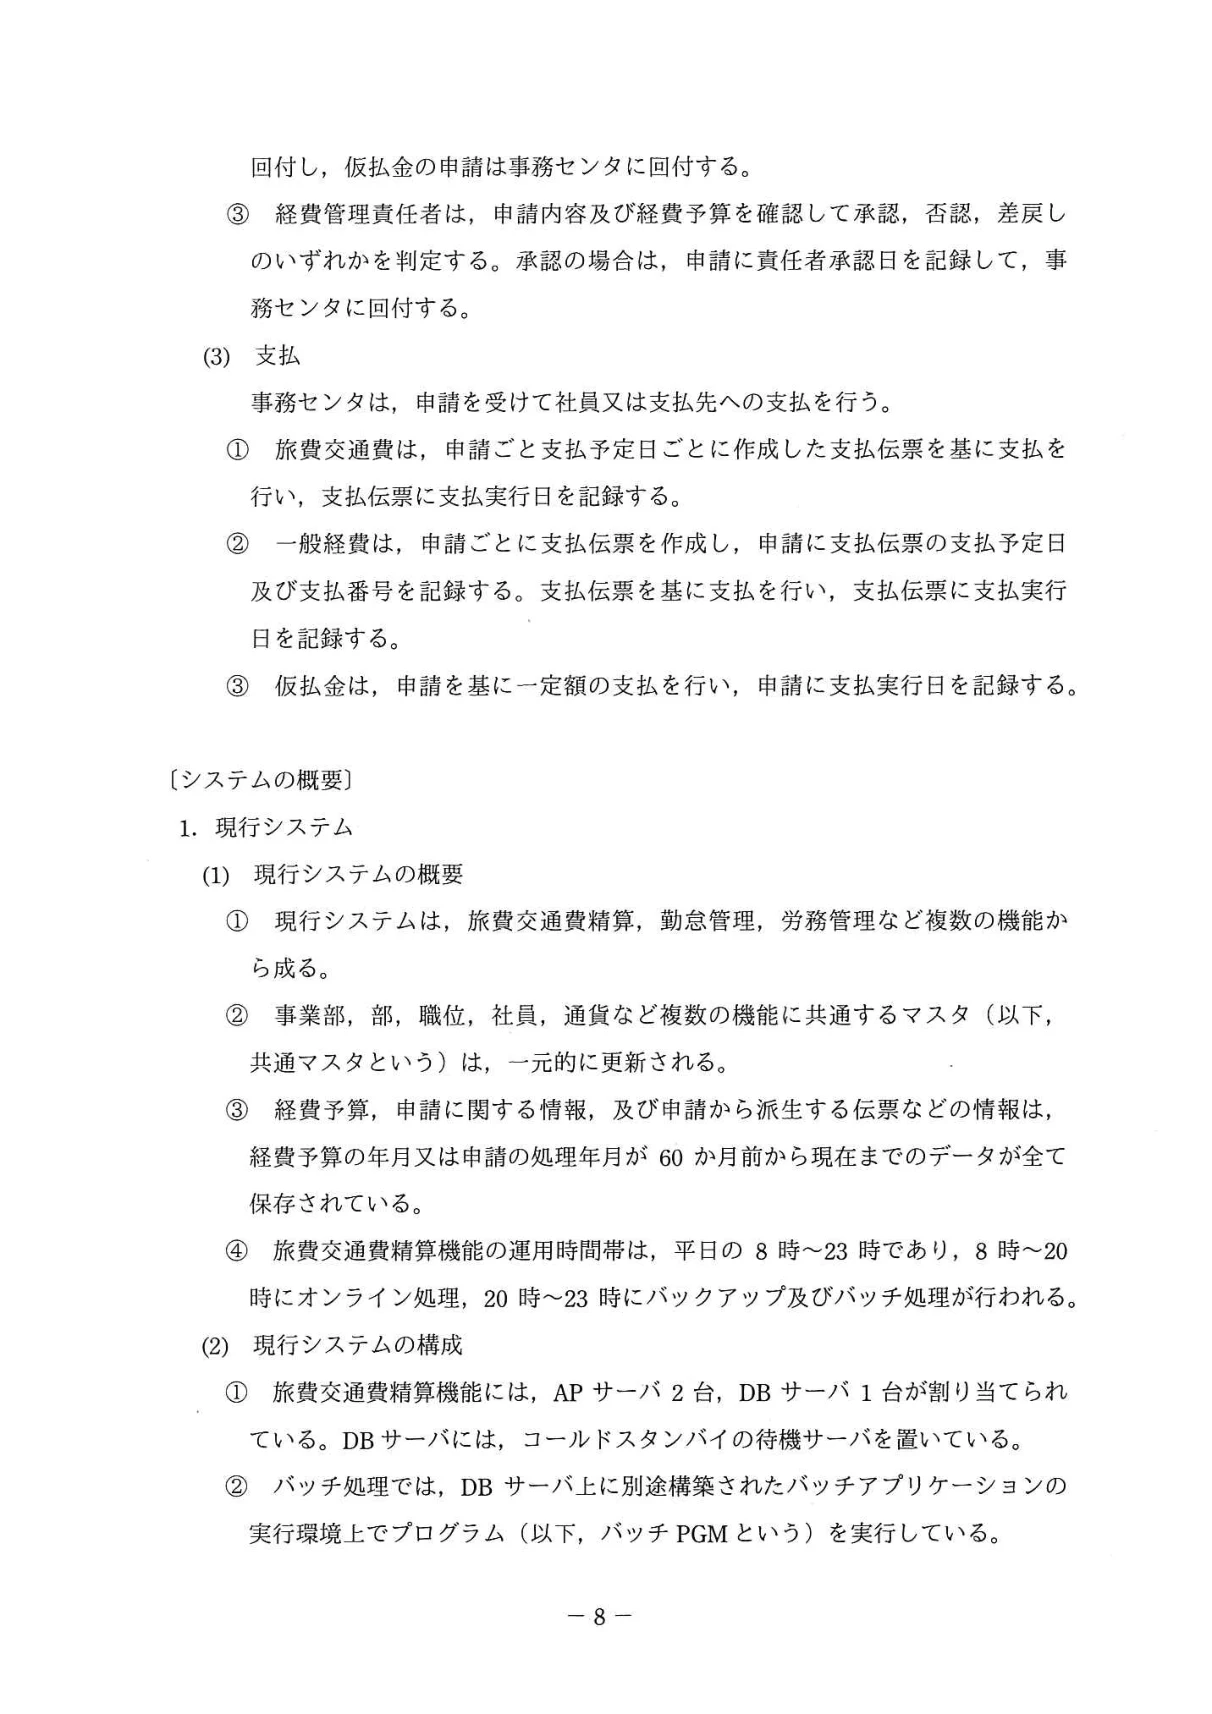 回付し，仮払金の申請は事務センタに回付する。
③　経費管理責任者は，申請内容及び経費予算を確認して承認，否認，差戻し
のいずれかを判定する。承認の場合は，申請に責任者承認日を記録して，事
務センタに回付する。
(3)　支払
事務センタは，申請を受けて社員又は支払先への支払を行う。
①　旅費交通費は，申請ごと支払予定日ごとに作成した支払伝票を基に支払を
行い，支払伝票に支払実行日を記録する。
②　一般経費は，申請ごとに支払伝票を作成し，申請に支払伝票の支払予定日
及び支払番号を記録する。支払伝票を基に支払を行い，支払伝票に支払実行
日を記録する。
③　仮払金は，申請を基に一定額の支払を行い，申請に支払実行日を記録する。
〔システムの概要〕
1. 現行システム
(1)　現行システムの概要
①　現行システムは，旅費交通費精算，勤怠管理，労務管理など複数の機能か
ら成る。
②　事業部，部，職位，社員，通貨など複数の機能に共通するマスタ（以下，
共通マスタという）は，一元的に更新される。
③　経費予算，申請に関する情報，及び申請から派生する伝票などの情報は，
経費予算の年月又は申請の処理年月が 60 か月前から現在までのデータが全て
保存されている。
④　旅費交通費精算機能の運用時間帯は，平日の 8 時〜23 時であり，8 時〜20
時にオンライン処理，20 時〜23 時にバックアップ及びバッチ処理が行われる。
(2)　現行システムの構成
①　旅費交通費精算機能には，AP サーバ 2 台，DB サーバ 1 台が割り当てられ
ている。DB サーバには，コールドスタンバイの待機サーバを置いている。
②　バッチ処理では，DB サーバ上に別途構築されたバッチアプリケーションの
実行環境上でプログラム（以下，バッチ PGM という）を実行している。
－ 8 －